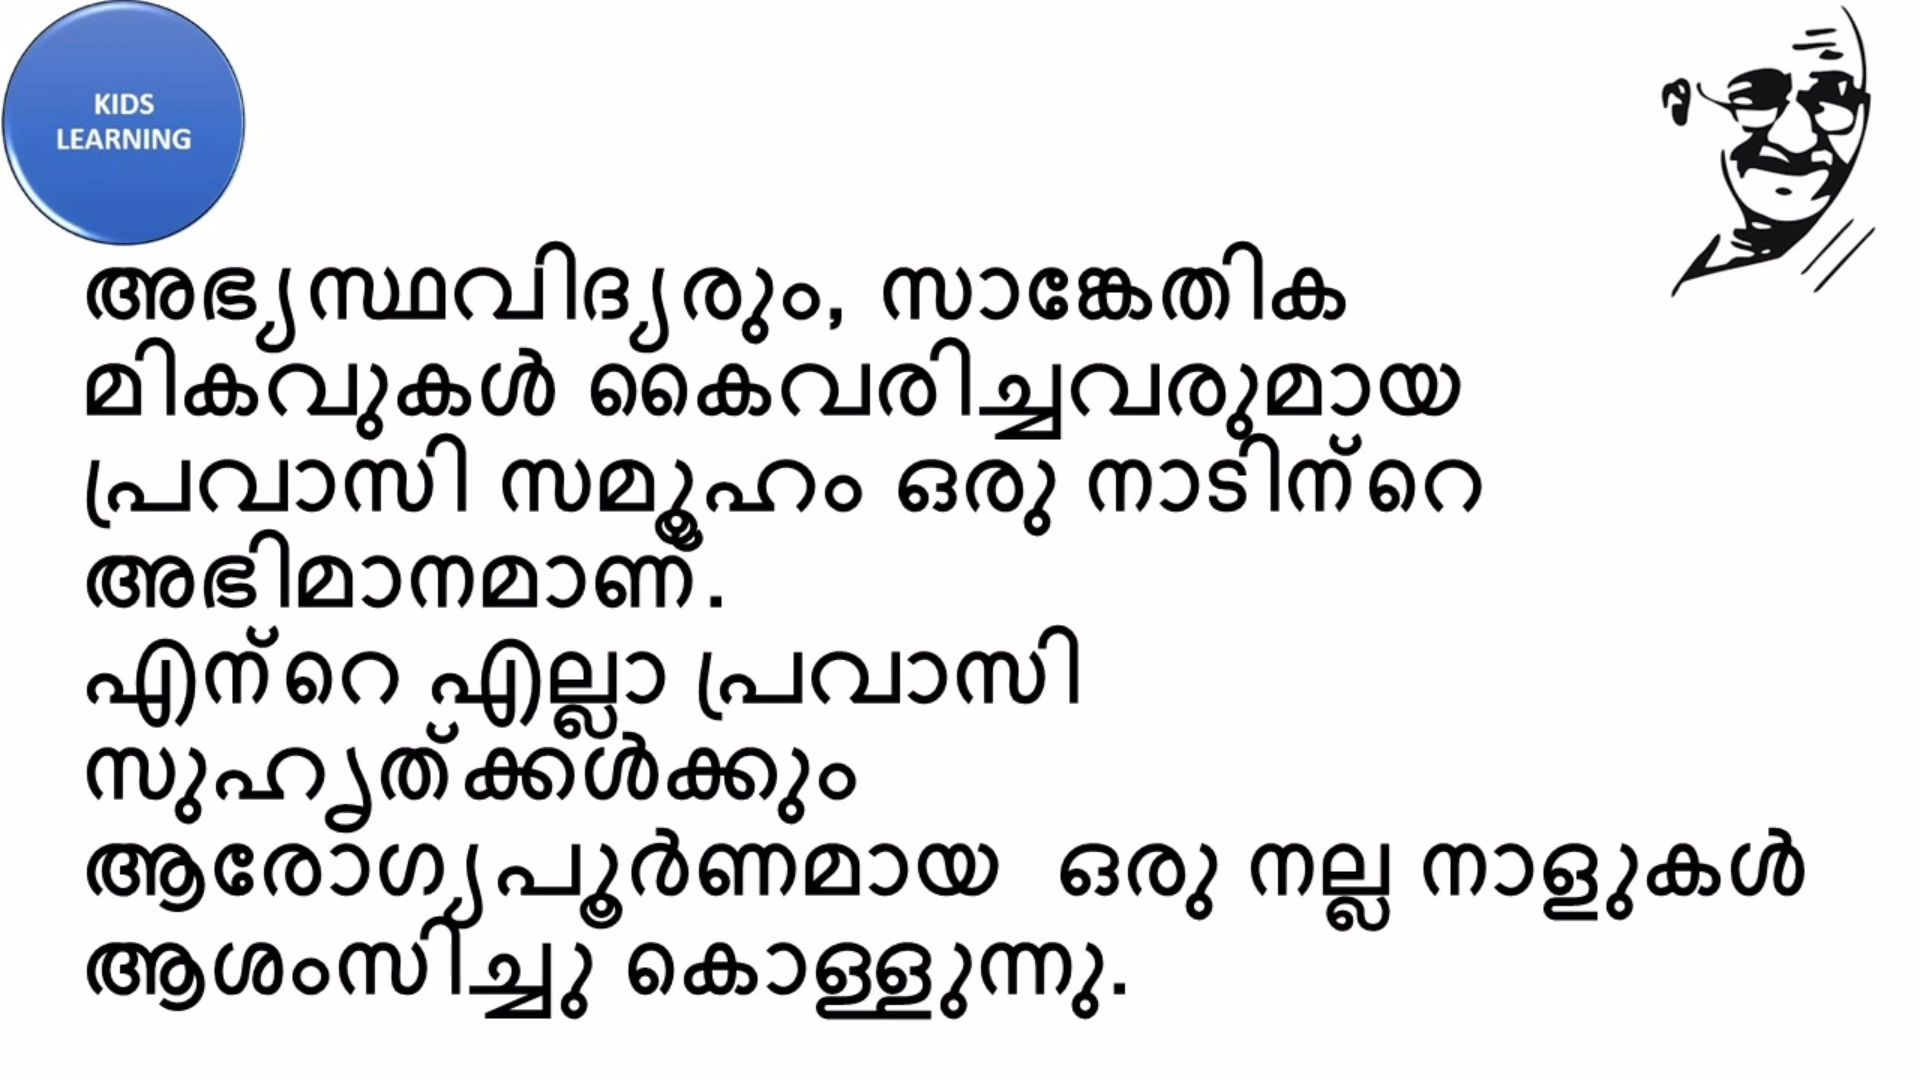 KIDS
LEARNING
അഭ്യസ്ഥവിദ്യരും, സാങ്കേതിക
മികവുകൾ കൈവരിച്ചവരുമായ
പ്രവാസി സമൂഹം ഒരു നാടിന്‌റെ
അഭിമാനമാണ്.
എന്‌റെ എല്ലാ പ്രവാസി
സുഹൃത്ക്കൾക്കും
ആരോഗ്യപൂർണമായ ഒരു നല്ല നാളുകൾ
ആശംസിച്ചു കൊള്ളുന്നു.